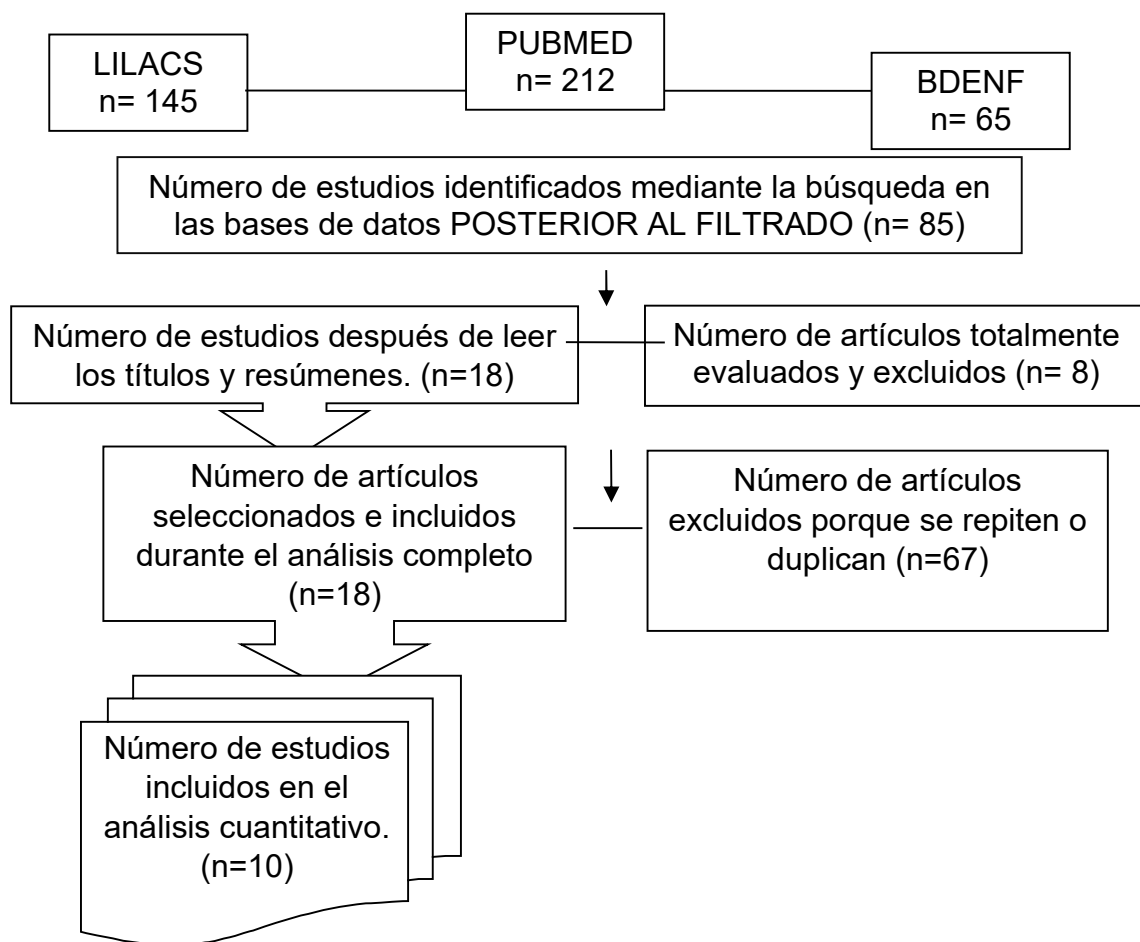 LILACS
n= 145
PUBMED
n= 212
BDENF
n= 65
Número de estudios identificados mediante la búsqueda en
las bases de datos POSTERIOR AL FILTRADO (n= 85)
Número de estudios después de leer
los títulos y resúmenes. (n=18)
Número de artículos totalmente
evaluados y excluidos (n= 8)
Número de artículos
seleccionados e incluidos
durante el análisis completo
(n=18)
Número de artículos
excluidos porque se repiten o
duplican (n=67)
Número de estudios
incluidos en el
análisis cuantitativo.
(n=10)